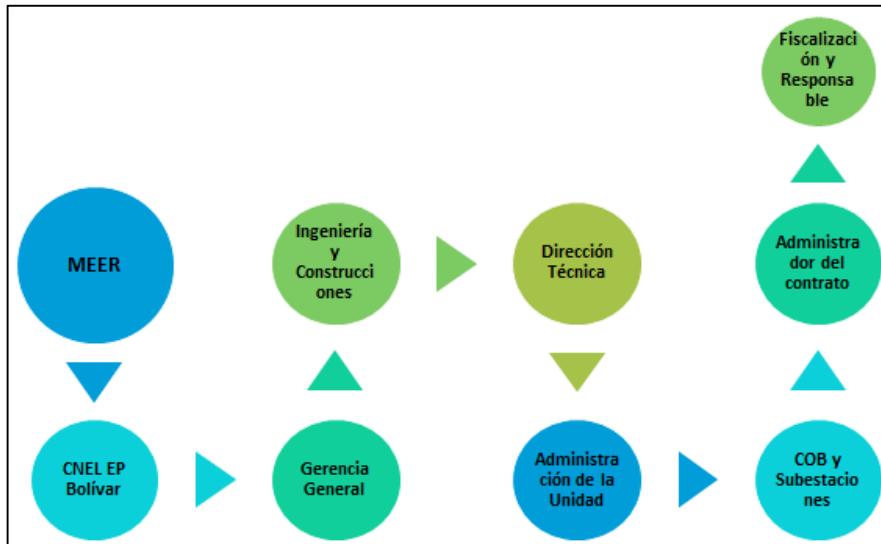 MEER
CNEL EP
Bolívar
Gerencia
General
Ingeniería
y
Construcci
ones
Dirección
Técnica
Administra
ción de la
Unidad
COB y
Subestacio
nes
Administra
dor del
contrato
Fiscalizaci
ón y
Responsa
ble